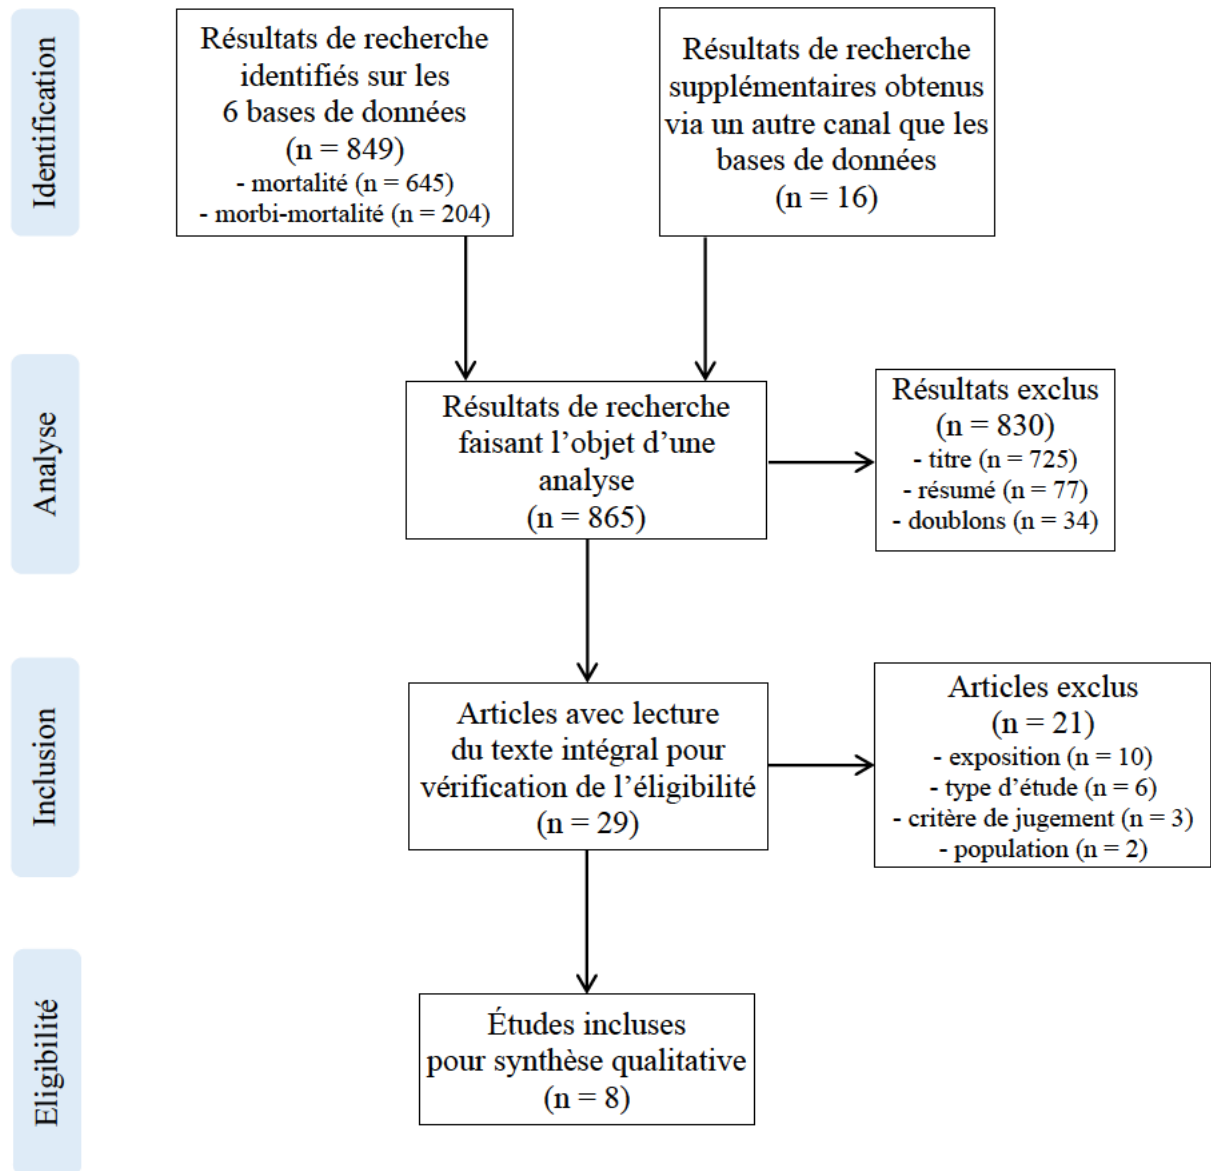 Identification
Résultats de recherche
identifiés sur les
6 bases de données
(n = 849)
- mortalité (n = 645)
- morbi-mortalité (n = 204)
Résultats de recherche
supplémentaires obtenus
via un autre canal que les
bases de données
(n = 16)
Analyse
Résultats de recherche
faisant l’objet d’une
analyse
(n = 865)
Résultats exclus
(n = 830)
- titre (n = 725)
- résumé (n = 77)
- doublons (n = 34)
Inclusion
Articles avec lecture
du texte intégral pour
vérification de l’éligibilité
(n = 29)
Articles exclus
(n = 21)
- exposition (n = 10)
- type d’étude (n = 6)
- critère de jugement (n = 3)
- population (n = 2)
Eligibilité
Études incluses
pour synthèse qualitative
(n = 8)